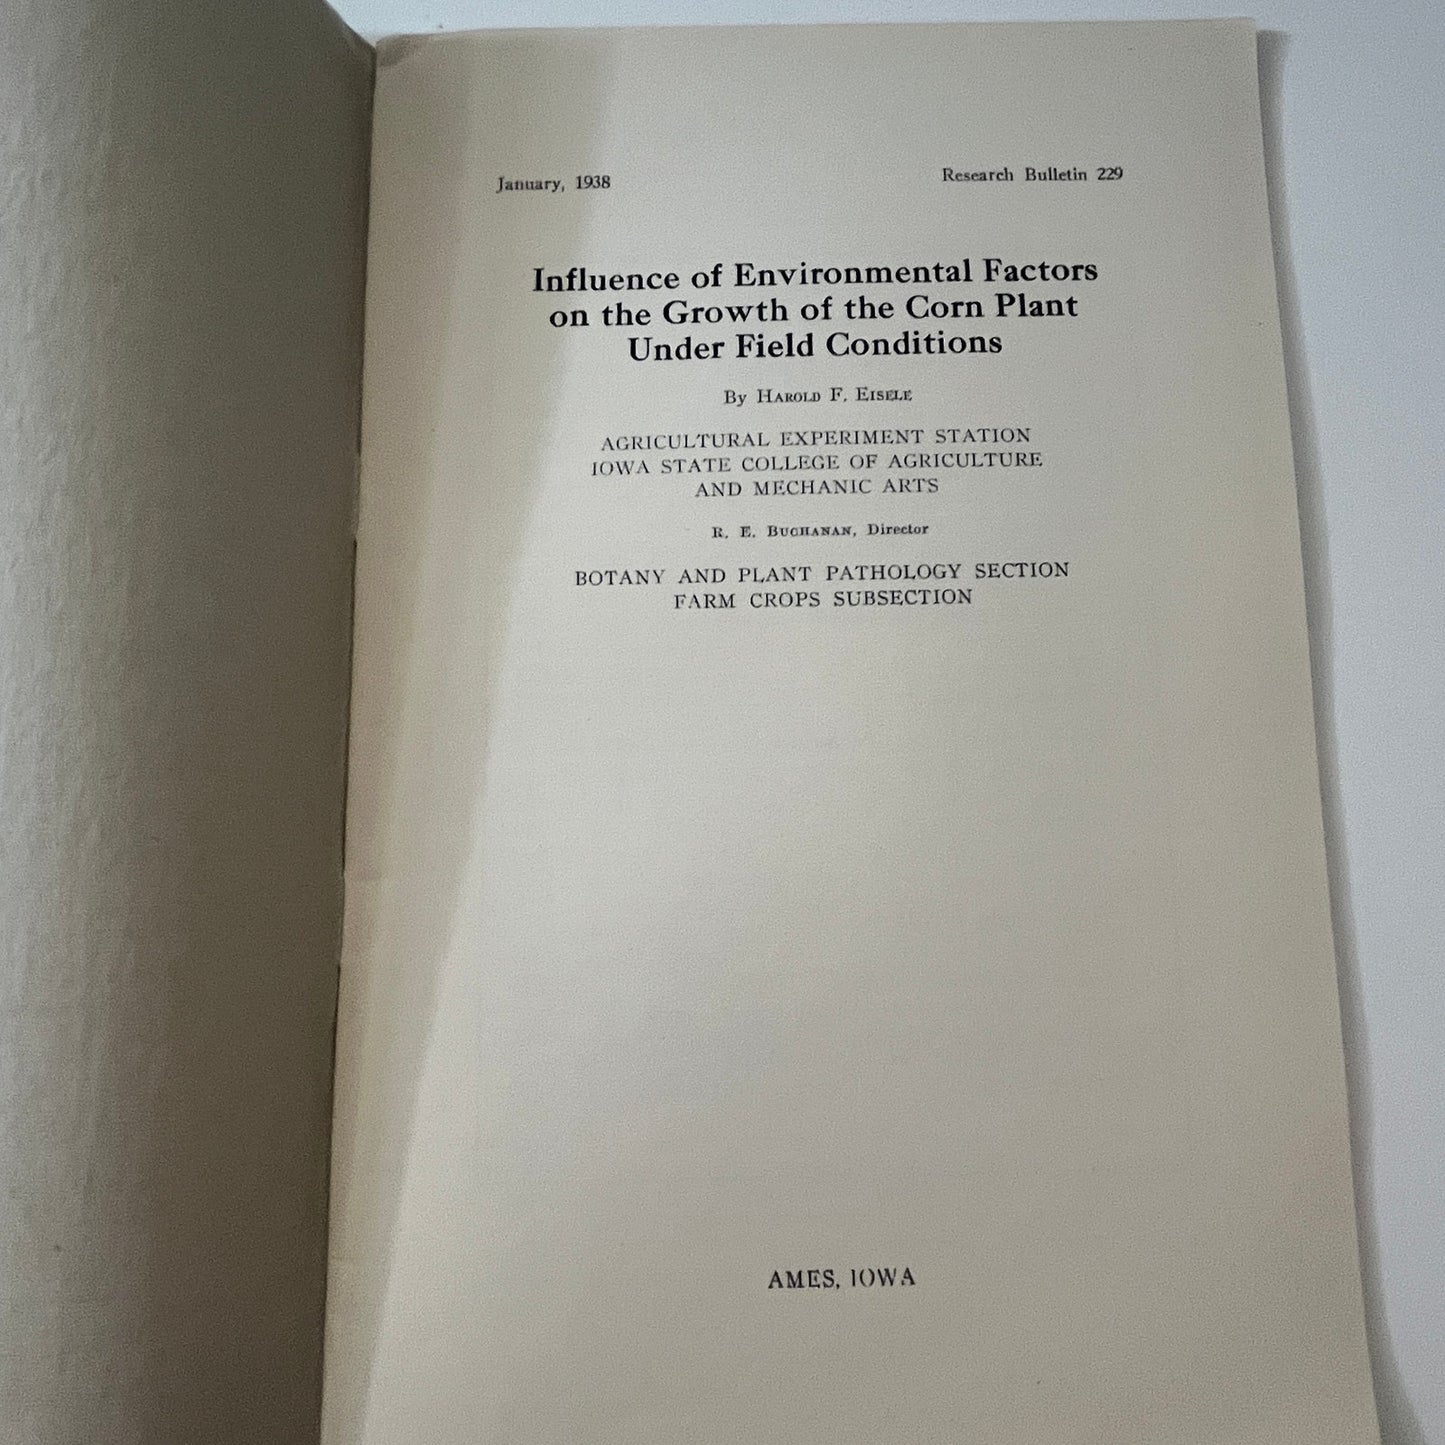 January, 1938 Research Bulletin 229
Influence of Environmental Factors
on the Growth of the Corn Plant
Under Field Conditions
By HAROLD F. EISELE
AGRICULTURAL EXPERIMENT STATION
IOWA STATE COLLEGE OF AGRICULTURE
AND MECHANIC ARTS
R. E. BUCHANAN, Director
BOTANY AND PLANT PATHOLOGY SECTION
FARM CROPS SUBSECTION
AMES, IOWA